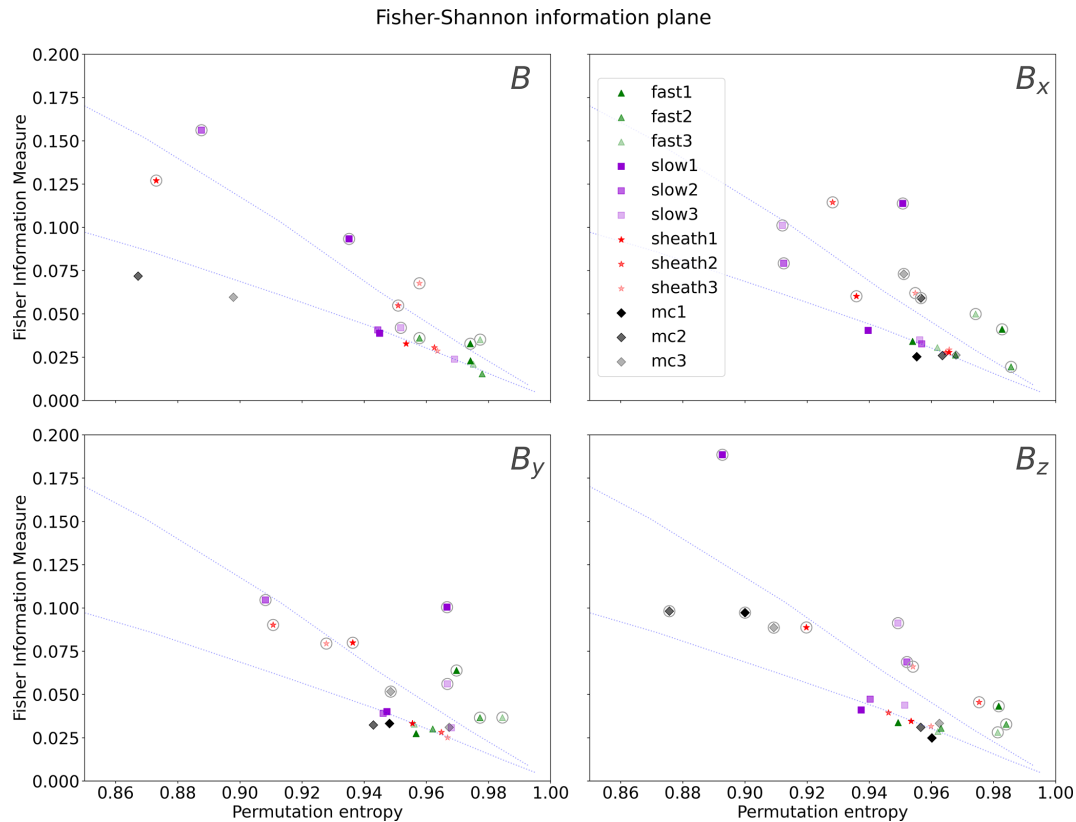 Fisher-Shannon information plane
0.200
0.175
0.150
0.125
0.100
0.075
0.050
0.025
0.000
Fisher Information Measure
B
Bx
fast1
fast2
fast3
slow1
slow2
slow3
sheath1
sheath2
sheath3
mc1
mc2
mc3
0.200
0.175
0.150
0.125
0.100
0.075
0.050
0.025
0.000
Fisher Information Measure
By
0.86 0.88 0.90 0.92 0.94 0.96 0.98 1.00
Permutation entropy
Bz
0.86 0.88 0.90 0.92 0.94 0.96 0.98 1.00
Permutation entropy